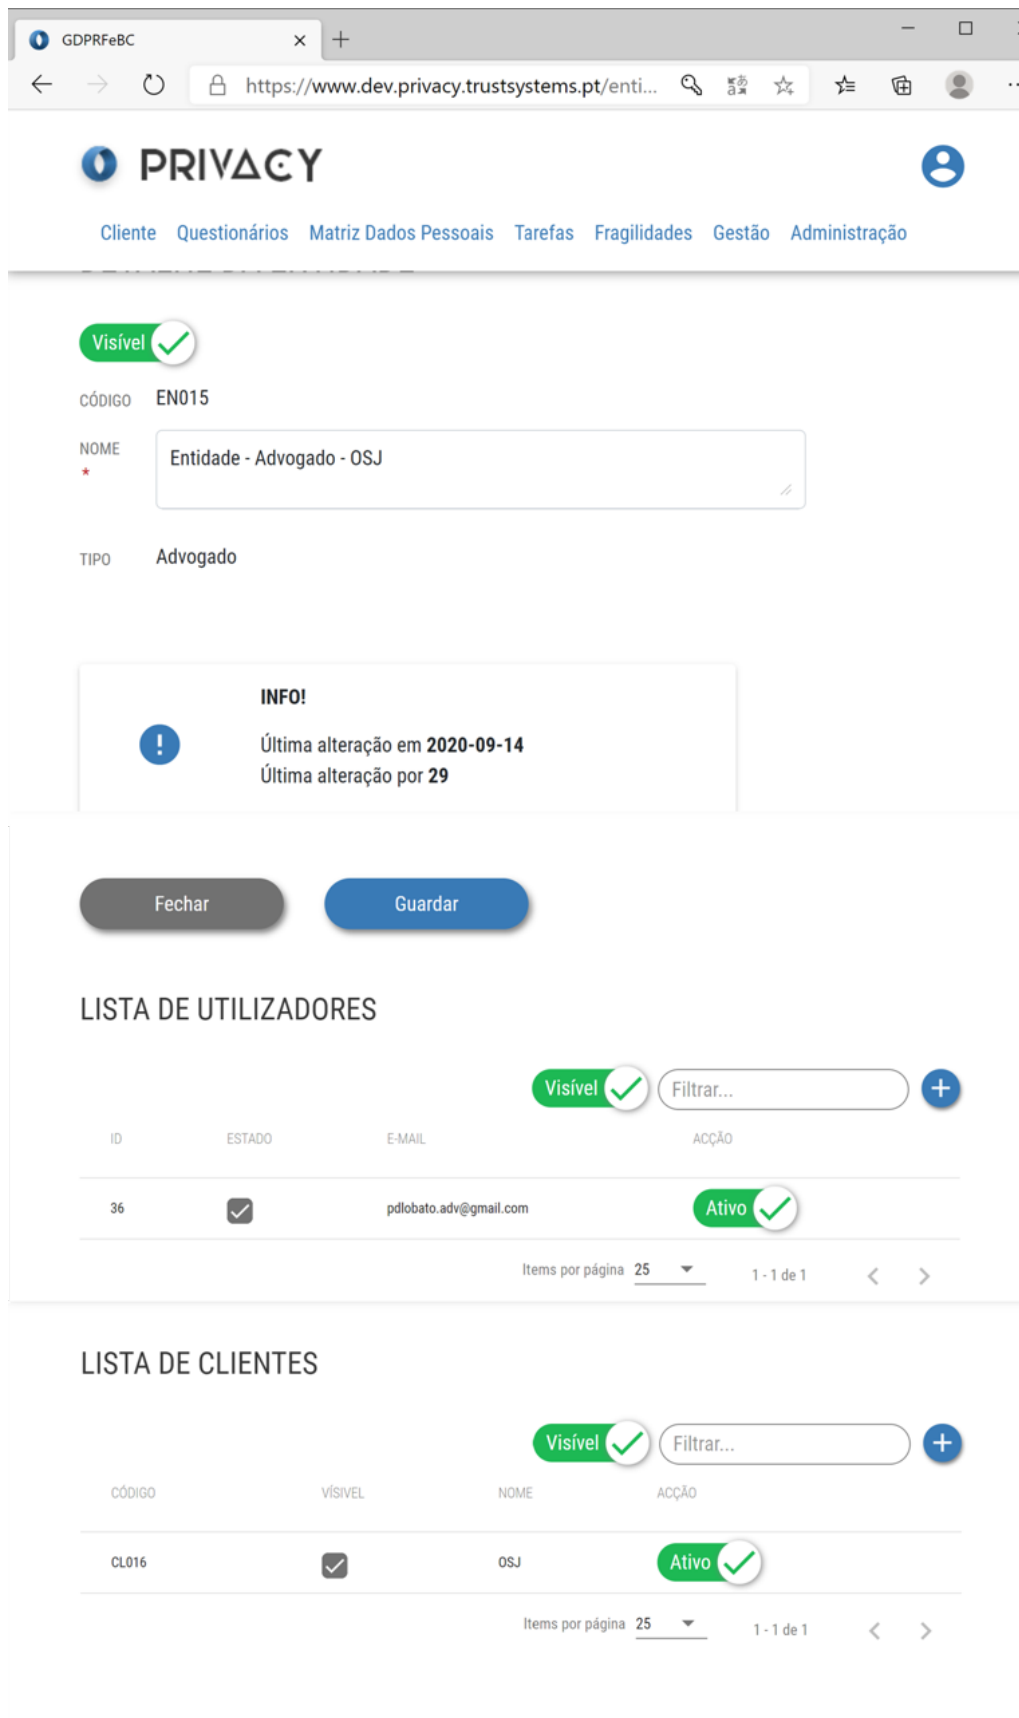 GDPRFeBC
https://www.dev.privacy.trustsystems.pt/enti...
PRIVACY
Cliente Questionários Matriz Dados Pessoais Tarefas Fragilidades Gestão Administração
Visível
CÓDIGO EN015
NOME * Entidade - Advogado - OSJ
TIPO Advogado
INFO!
Última alteração em 2020-09-14
Última alteração por 29
Fechar Guardar
LISTA DE UTILIZADORES
Visível Filtrar...
ID ESTADO E-MAIL ACÇÃO
36 pdlobato.adv@gmail.com Ativo
Items por página 25 1 - 1 de 1
LISTA DE CLIENTES
Visível Filtrar...
CÓDIGO VÍSIVEL NOME ACÇÃO
CL016 OSJ Ativo
Items por página 25 1 - 1 de 1